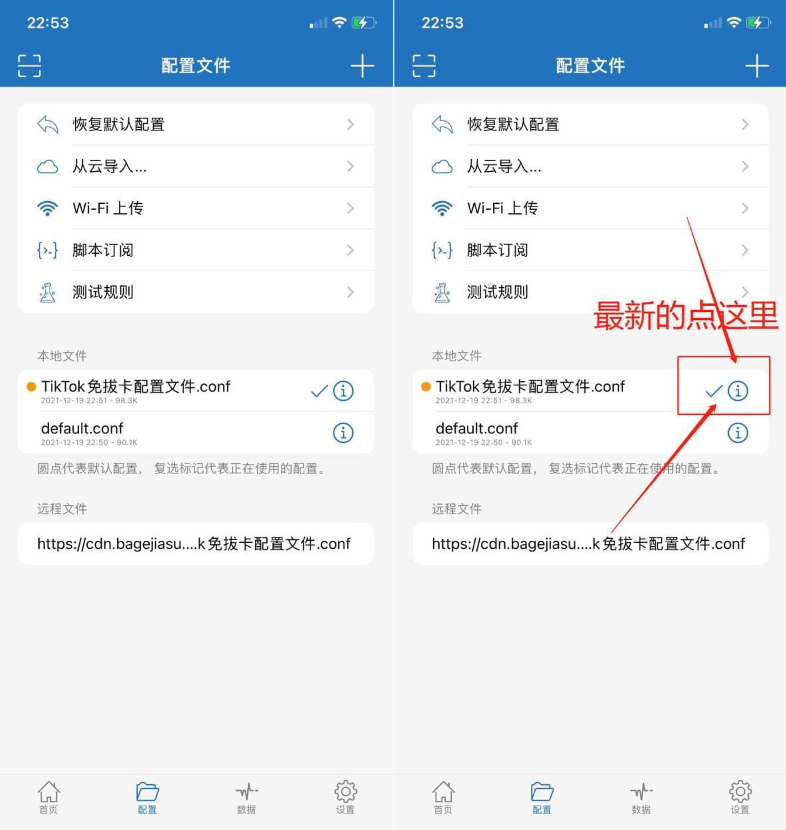 22:53
配置文件
恢复默认配置
从云导入...
Wi-Fi 上传
脚本订阅
测试规则
本地文件
TikTok免拔卡配置文件.conf
2021-12-19 22:51 - 98.3K
default.conf
2021-12-19 22:50 - 90.1K
圆点代表默认配置， 复选标记代表正在使用的配置。
远程文件
https://cdn.bagejiasu....k免拔卡配置文件.conf
首页
配置
数据
设置
22:53
配置文件
恢复默认配置
从云导入...
Wi-Fi 上传
脚本订阅
测试规则
最新的点这里
本地文件
TikTok免拔卡配置文件.conf
2021-12-19 22:51 - 98.3K
default.conf
2021-12-19 22:50 - 90.1K
圆点代表默认配置， 复选标记代表正在使用的配置。
远程文件
https://cdn.bagejiasu....k免拔卡配置文件.conf
首页
配置
数据
设置